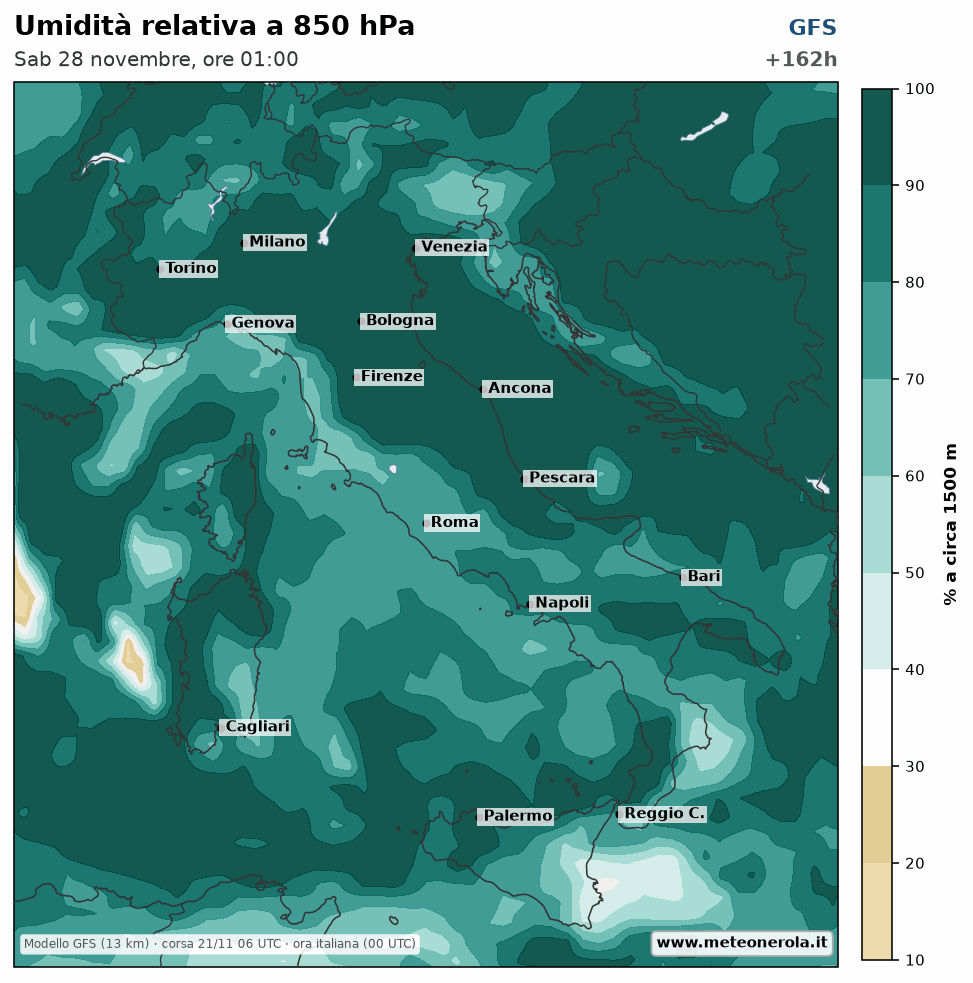 Umidità relativa a 850 hPa
GFS
Sab 28 novembre, ore 01:00
+162h
100
90
80
70
60
50
40
30
20
10
% a circa 1500 m
Milano
Venezia
Torino
Genova
Bologna
Firenze
Ancona
Pescara
Roma
Bari
Napoli
Cagliari
Palermo
Reggio C.
Modello GFS (13 km) · corsa 21/11 06 UTC · ora italiana (00 UTC)
www.meteonerola.it